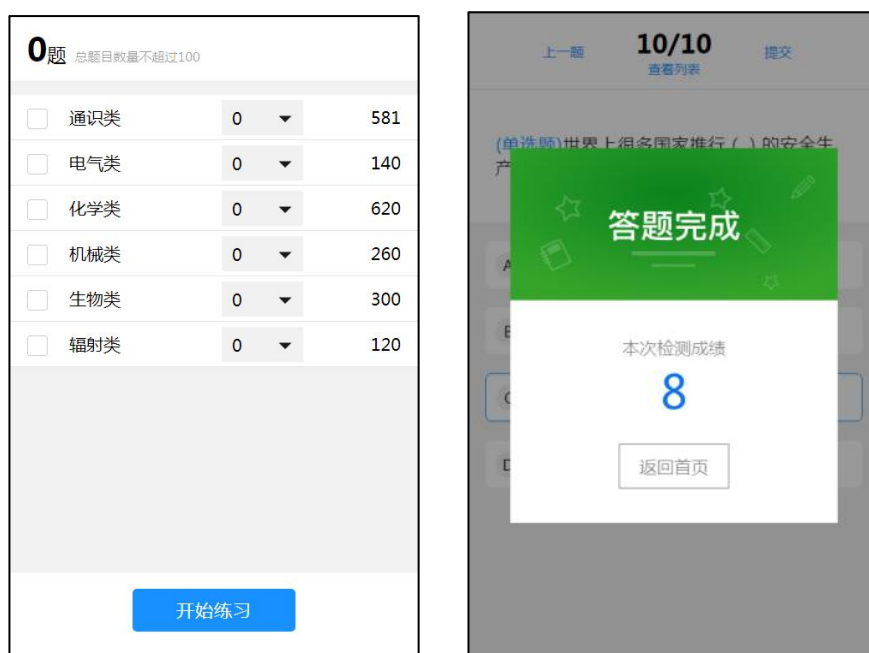 0题 总题目数量不超过100
通识类 0 581
电气类 0 140
化学类 0 620
机械类 0 260
生物类 0 300
辐射类 0 120
开始练习
上一题 10/10 提交
查看列表
(单选题)世界上很多国家推行 ( ) 的安全生
产
答题完成
本次检测成绩
8
返回首页